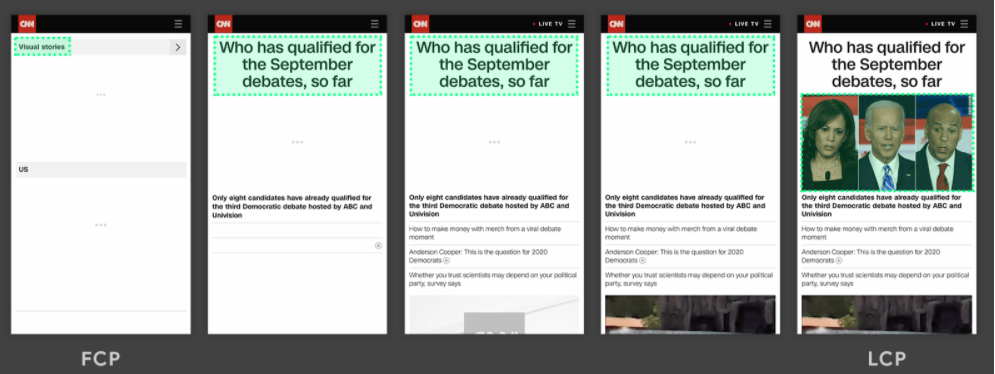 CNN
Visual stories
US
CNN
Who has qualified for
the September
debates, so far
Only eight candidates have already qualified for
the third Democratic debate hosted by ABC and
Univision
CNN
LIVE TV
Who has qualified for
the September
debates, so far
Only eight candidates have already qualified for
the third Democratic debate hosted by ABC and
Univision
How to make money with merch from a viral debate
moment
Anderson Cooper: This is the question for 2020
Democrats
Whether you trust scientists may depend on your political
party, survey says
CNN
LIVE TV
Who has qualified for
the September
debates, so far
Only eight candidates have already qualified for
the third Democratic debate hosted by ABC and
Univision
How to make money with merch from a viral debate
moment
Anderson Cooper: This is the question for 2020
Democrats
Whether you trust scientists may depend on your political
party, survey says
CNN
LIVE TV
Who has qualified for
the September
debates, so far
Only eight candidates have already qualified for
the third Democratic debate hosted by ABC and
Univision
How to make money with merch from a viral debate
moment
Anderson Cooper: This is the question for 2020
Democrats
Whether you trust scientists may depend on your political
party, survey says
FCP
LCP